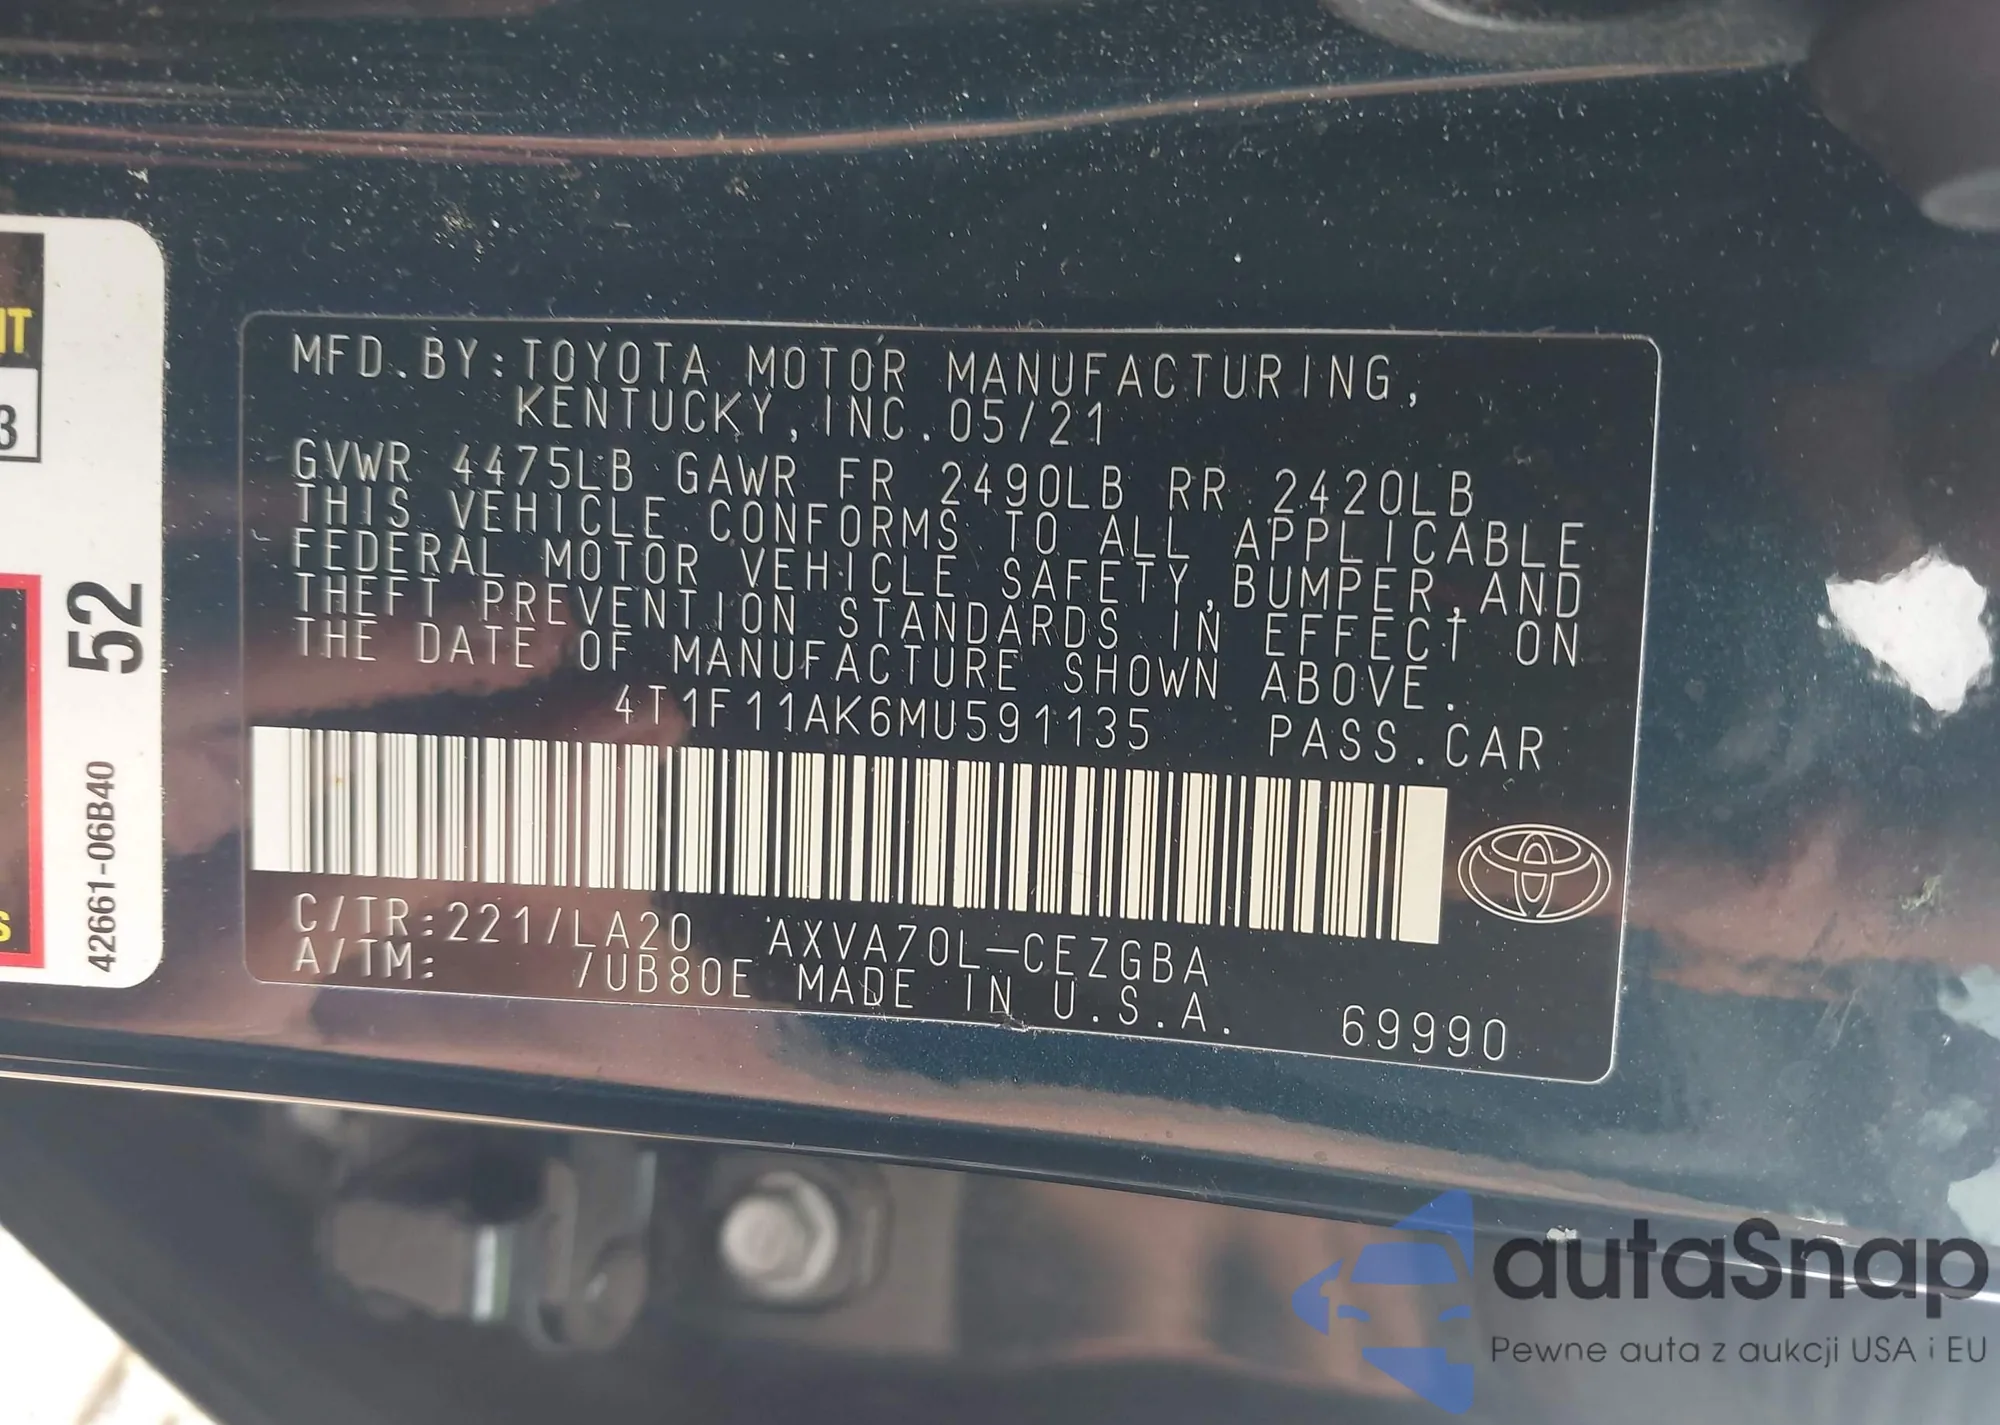 MFD.BY:TOYOTA MOTOR MANUFACTURING,
KENTUCKY,INC.05/21
GVWR 4475LB GAWR FR 2490LB RR 2420LB
THIS VEHICLE CONFORMS TO ALL APPLICABLE
FEDERAL MOTOR VEHICLE SAFETY,BUMPER,AND
THEFT PREVENTION STANDARDS IN EFFECT ON
THE DATE OF MANUFACTURE SHOWN ABOVE.
4T1F11AK6MU591135 PASS.CAR
C/TR:221/LA20 AXVA70L-CEZGBA
A/TM: /UB80E MADE IN U.S.A.
69990
52
42661-06B40
3
autaSnap
Pewne auta z aukcji USA i EU